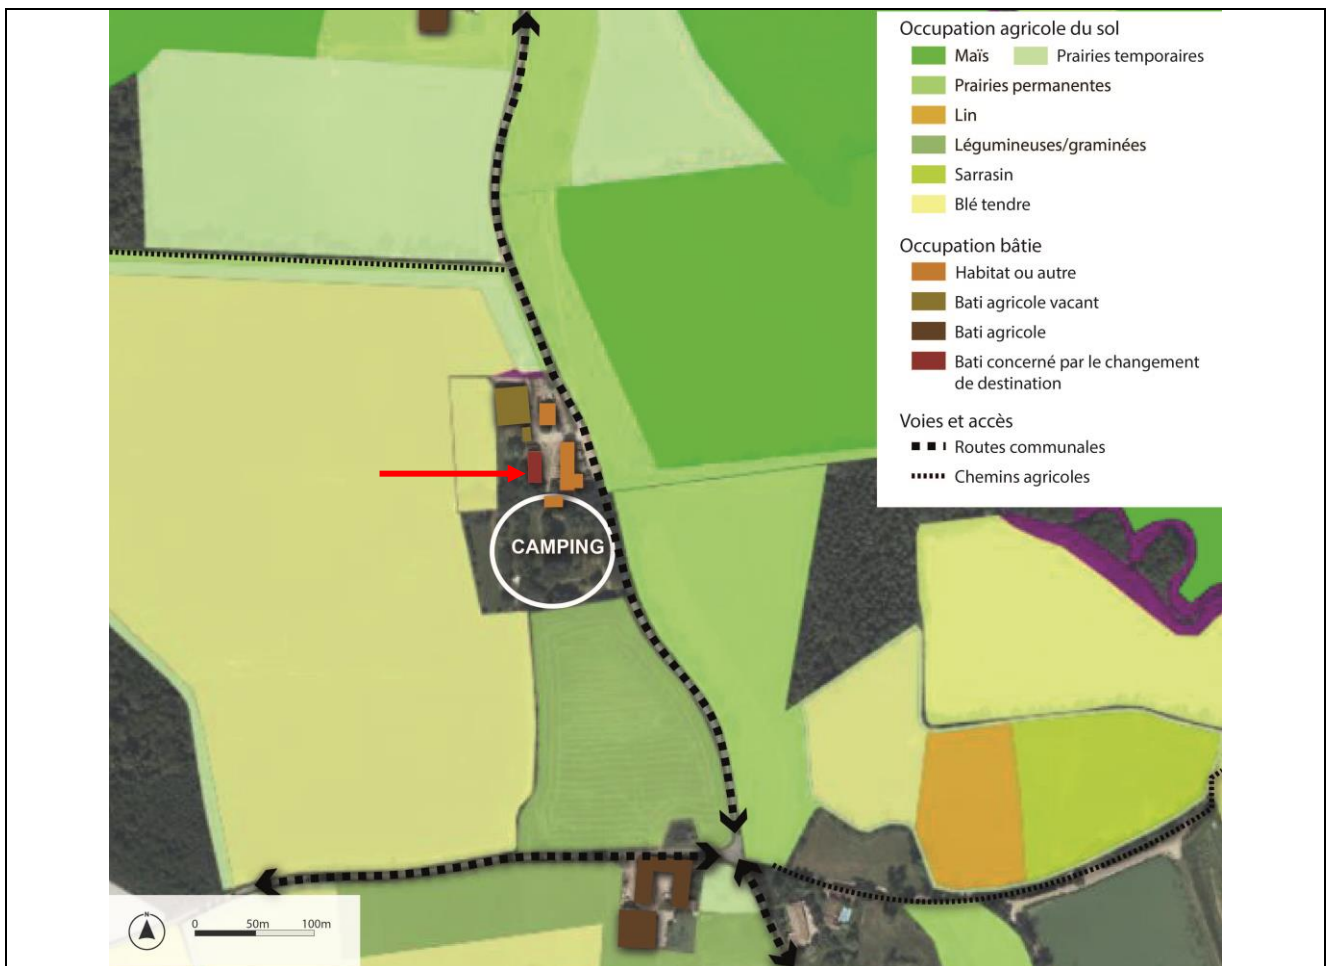 Occupation agricole du sol
Maïs Prairies temporaires
Prairies permanentes
Lin
Légumineuses/graminées
Sarrasin
Blé tendre
Occupation bâtie
Habitat ou autre
Bati agricole vacant
Bati agricole
Bati concerné par le changement
de destination
Voies et accès
Routes communales
Chemins agricoles
CAMPING
N
0 50m 100m